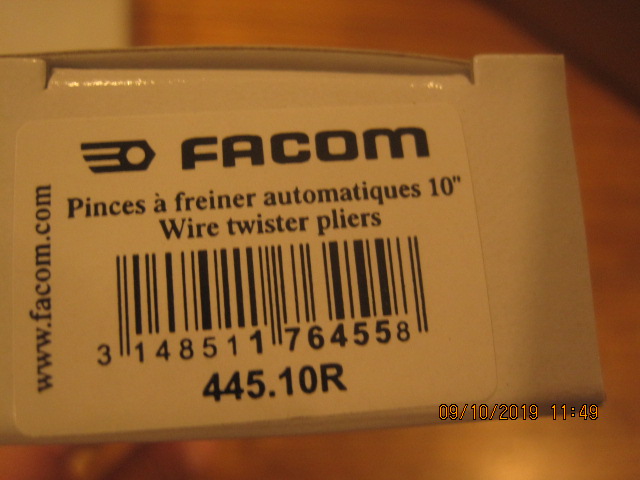 FACOM
Pinces à freiner automatiques 10"
Wire twister pliers
www.facom.com
3 148511 764558
445.10R
09/10/2019 11:49